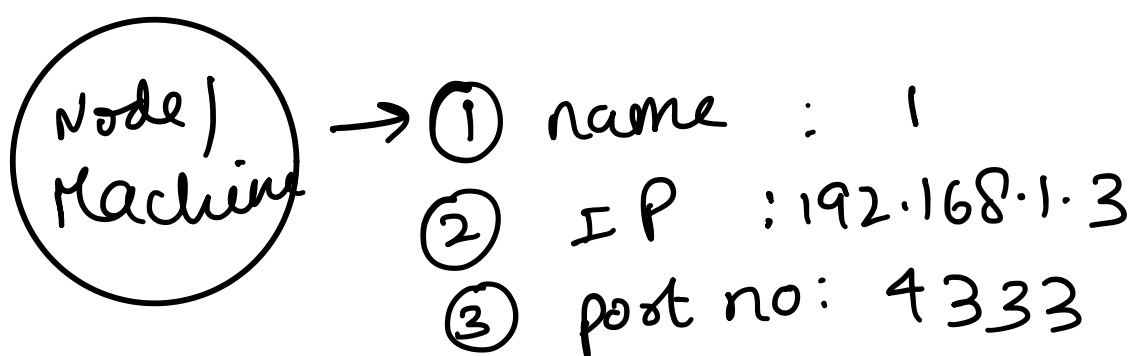 Node/
Machine
→ ① name : 1
② IP : 192.168.1.3
③ port no: 4333